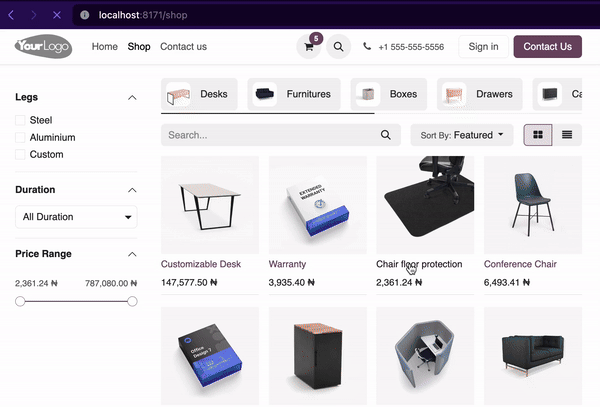 localhost:8171/shop
YourLogo
Home Shop Contact us
5
+1 555-555-5556
Sign in
Contact Us
Legs
Steel
Aluminium
Custom
Duration
All Duration
Price Range
2,361.24 ₦ 787,080.00 ₦
Desks Furnitures Boxes Drawers Ca
Search...
Sort By: Featured
EXTENDED
WARRANTY
Customizable Desk Warranty Chair floor protection Conference Chair
147,577.50 ₦ 3,935.40 ₦ 2,361.24 ₦ 6,493.41 ₦
Office
Design 7